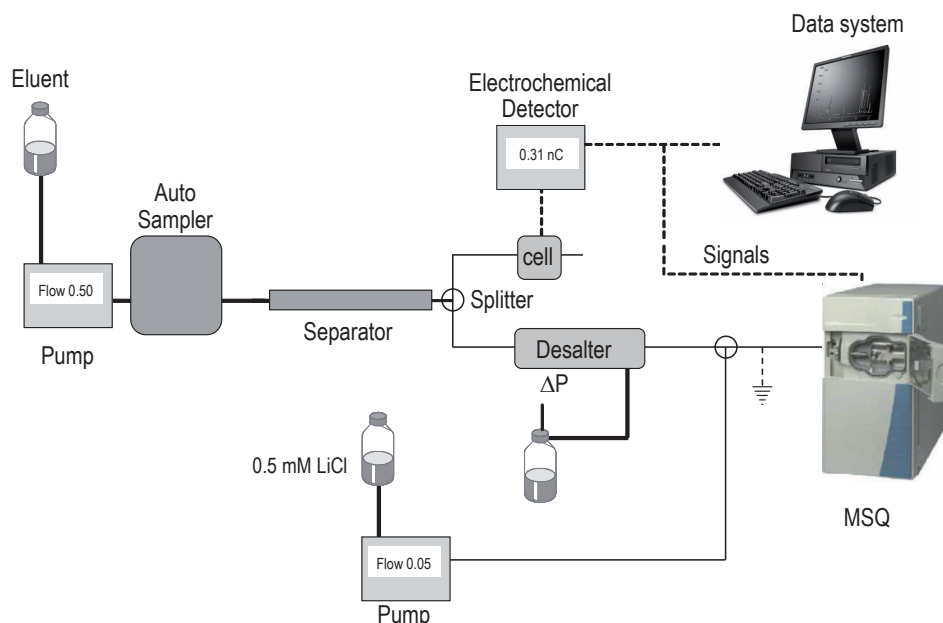 Data system
Eluent
Electrochemical
Detector
0.31 nC
Auto
Sampler
cell
Signals
Flow 0.50
Splitter
Separator
Pump
Desalter
ΔP
0.5 mM LiCl
MSQ
Flow 0.05
Pump